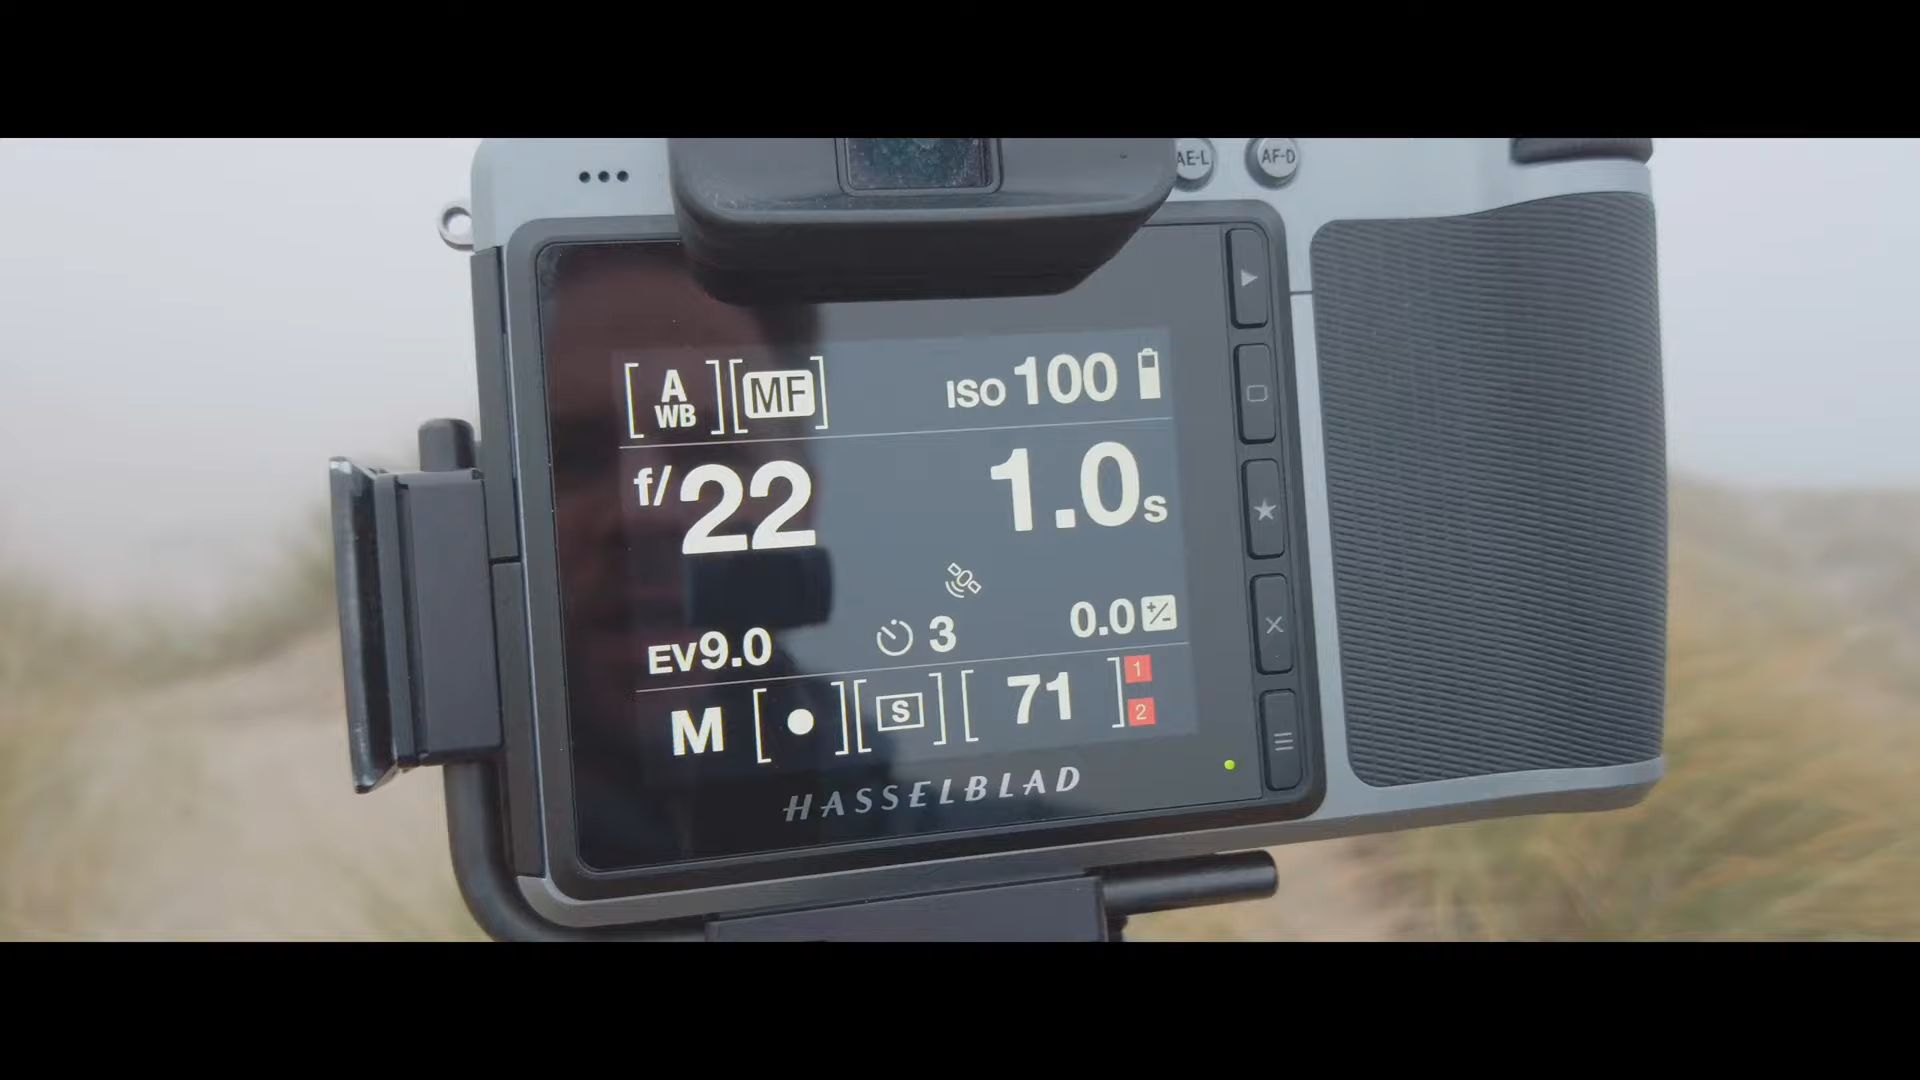 AE-L AF-D
A WB MF ISO 100
f/22 1.0s
EV9.0 3 0.0 +/-
M S 71 1
2
HASSELBLAD